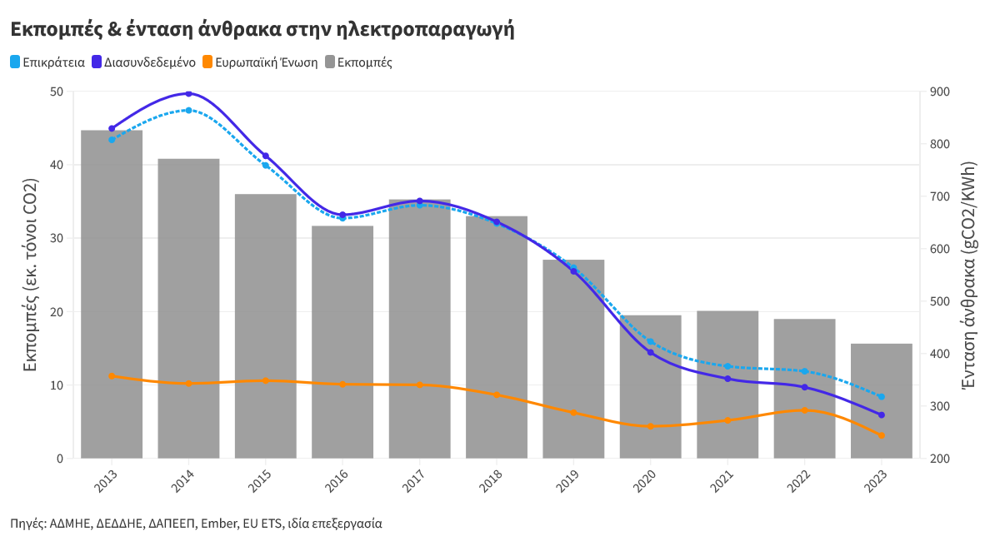 Εκπομπές & ένταση άνθρακα στην ηλεκτροπαραγωγή
Επικράτεια Διασυνδεδεμένο Ευρωπαϊκή Ένωση Εκπομπές
Εκπομπές (εκ. τόνοι CO2)
50
40
30
20
10
0
900
800
700
600
500
400
300
200
Ένταση άνθρακα (gCO2/KWh)
2013 2014 2015 2016 2017 2018 2019 2020 2021 2022 2023
Πηγές: ΑΔΜΗΕ, ΔΕΔΔΗΕ, ΔΑΠΕΕΠ, Ember, EU ETS, ιδία επεξεργασία